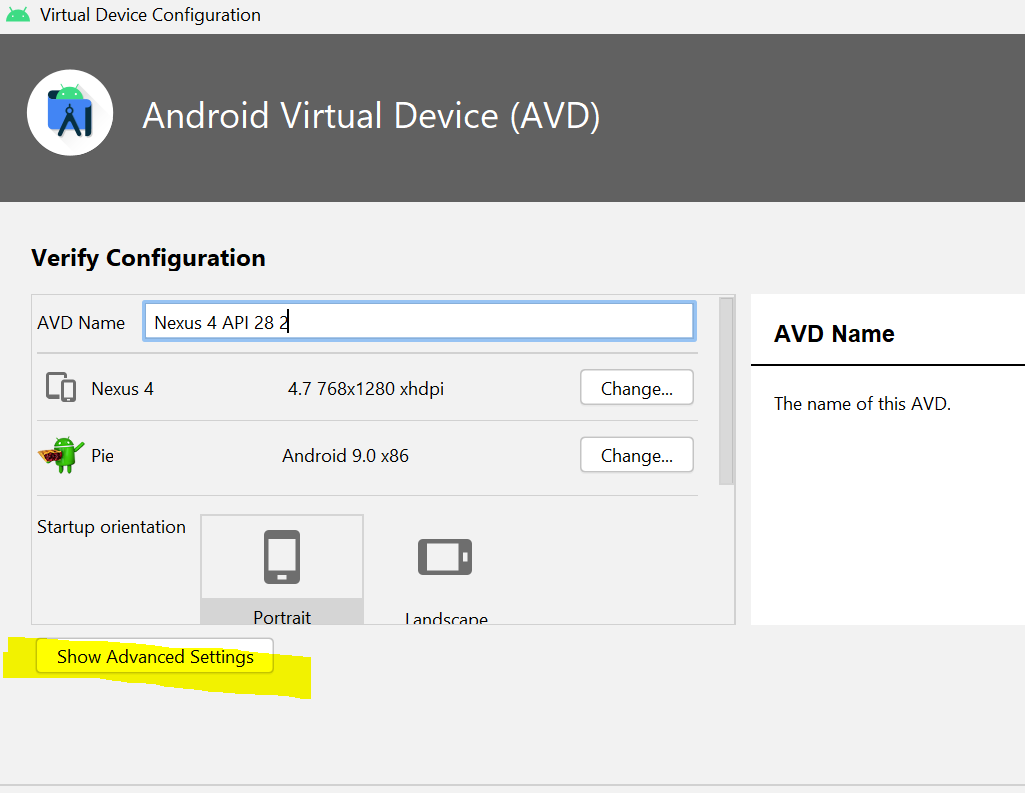 Virtual Device Configuration
Android Virtual Device (AVD)
Verify Configuration
AVD Name Nexus 4 API 28 2
Nexus 4 4.7 768x1280 xhdpi Change...
Pie Android 9.0 x86 Change...
Startup orientation
Portrait Landscape
Show Advanced Settings
AVD Name
The name of this AVD.